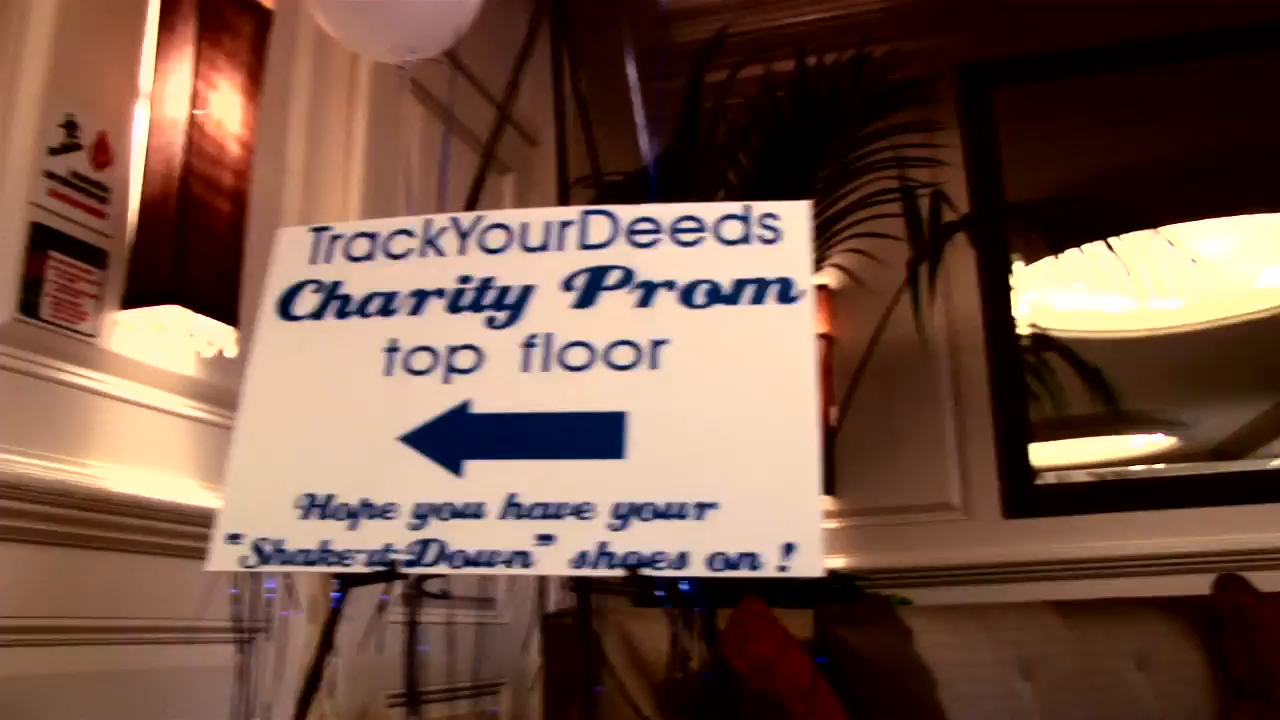 TrackYourDeeds
Charity Prom
top floor
Hope you have your
"Shake it Down" shoes on !